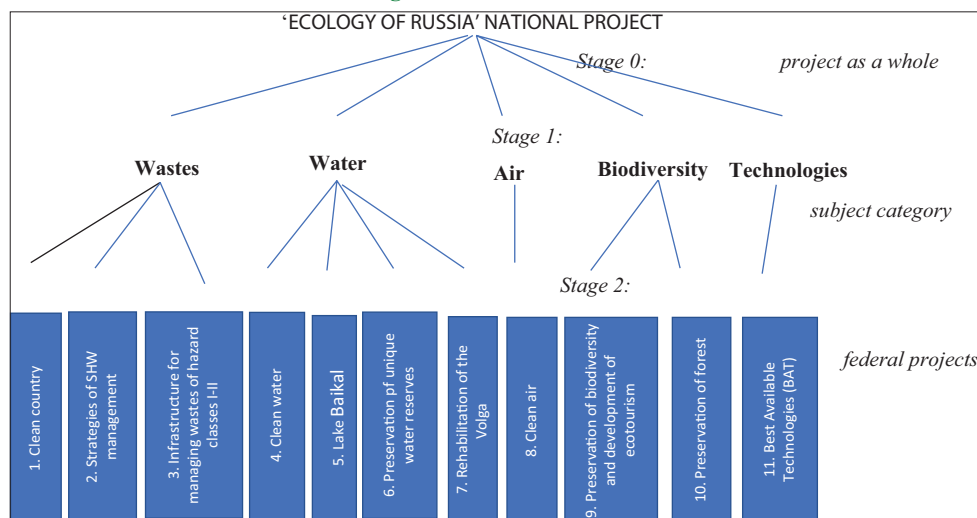 ‘ECOLOGY OF RUSSIA’ NATIONAL PROJECT
Stage 0:
project as a whole
Stage 1:
Wastes
Water
Air
Biodiversity
Technologies
subject category
Stage 2:
federal projects
1. Clean country
2. Strategies of SHW
management
3. Infrastructure for
managing wastes of hazard
classes I-II
4. Clean water
5. Lake Baikal
6. Preservation pf unique
water reserves
7. Rehabilitation of the
Volga
8. Clean air
9. Preservation of biodiversity
and development of
ecotourism
10. Preservation of forest
11. Best Available
Technologies (BAT)